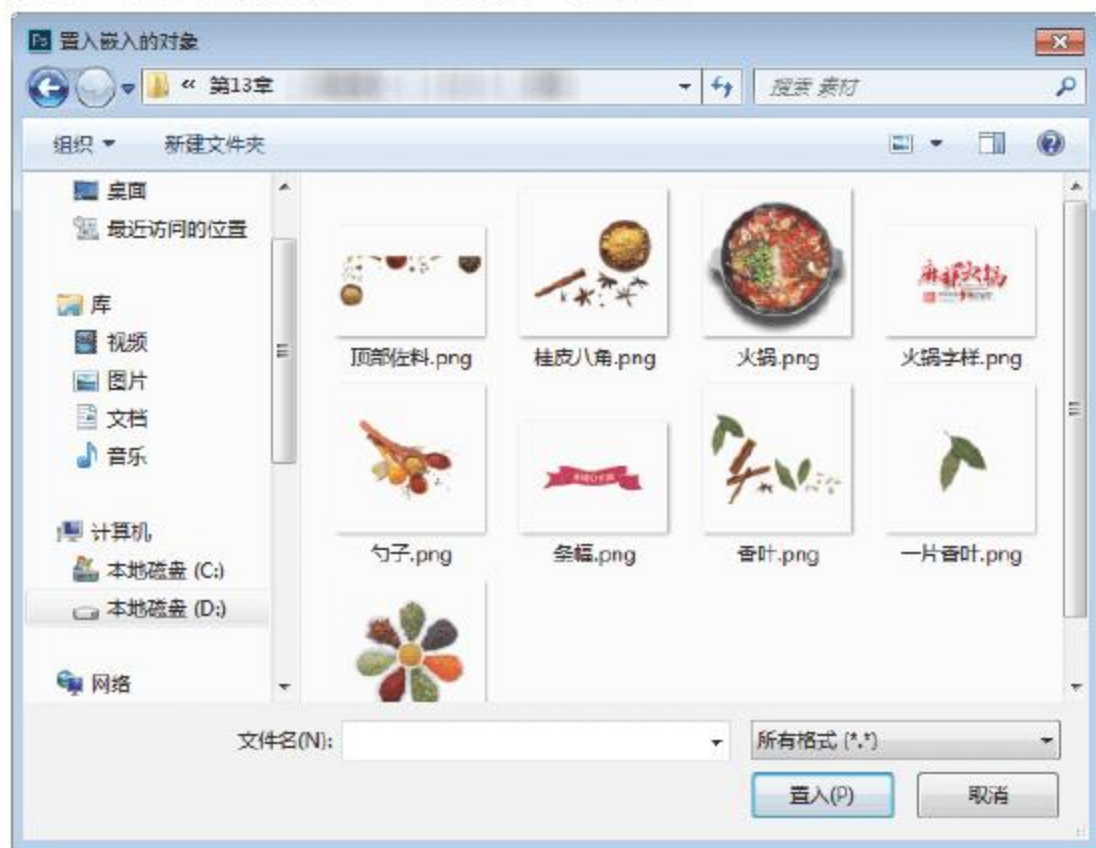 Ps 置入嵌入的对象
« 第13章
搜索 素材
组织
新建文件夹
桌面
最近访问的位置
库
视频
图片
文档
音乐
计算机
本地磁盘 (C:)
本地磁盘 (D:)
网络
麻辣火锅
顶部佐料.png
桂皮八角.png
火锅.png
火锅字样.png
勺子.png
条幅.png
香叶.png
一片香叶.png
文件名(N):
所有格式 (*.*)
置入(P)
取消